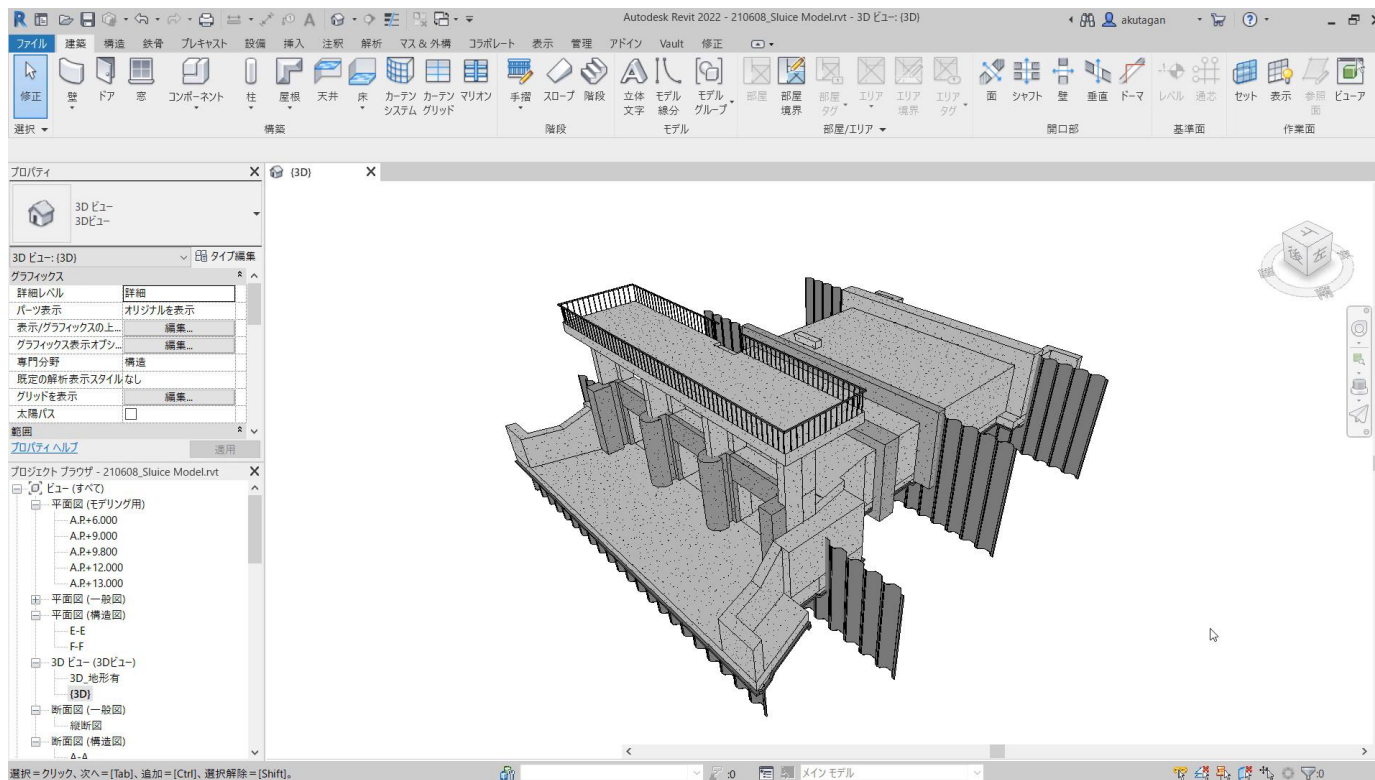 Autodesk Revit 2022 - 210608_Sluice Model.rvt - 3D ビュー: {3D}
akutagan
ファイル 建築 構造 鉄骨 プレキャスト 設備 挿入 注釈 解析 マス & 外構 コラボレート 表示 管理 アドイン Vault 修正
修正 壁 ドア 窓 コンポーネント 柱 屋根 天井 床 カーテン システム カーテン グリッド マリオン 手摺 スロープ 階段 立体 文字 モデル 線分 モデル グループ 部屋 部屋 境界 部屋 タグ エリア エリア 境界 エリア タグ 面 シャフト 壁 垂直 ドーマ レベル 通芯 セット 表示 参照 面 ビューア
選択 構築 階段 モデル 部屋/エリア 開口部 基準面 作業面
プロパティ
{3D}
3D ビュー
3Dビュー
3D ビュー: {3D} タイプ編集
グラフィックス
詳細レベル 詳細
パーツ表示 オリジナルを表示
表示/グラフィックスの上... 編集...
グラフィックス表示オプシ... 編集...
専門分野 構造
既定の解析表示スタイル なし
グリッドを表示 編集...
太陽パス
範囲
プロパティ ヘルプ 適用
プロジェクト ブラウザ - 210608_Sluice Model.rvt
ビュー (すべて)
平面図 (モデリング用)
A.P.+6.000
A.P.+9.000
A.P.+9.800
A.P.+12.000
A.P.+13.000
平面図 (一般図)
平面図 (構造図)
E-E
F-F
3D ビュー (3Dビュー)
3D_地形有
{3D}
断面図 (一般図)
縦断図
断面図 (構造図)
A-A
後 左
選択＝クリック、次へ＝[Tab]、追加＝[Ctrl]、選択解除＝[Shift]。
:0 メイン モデル :0